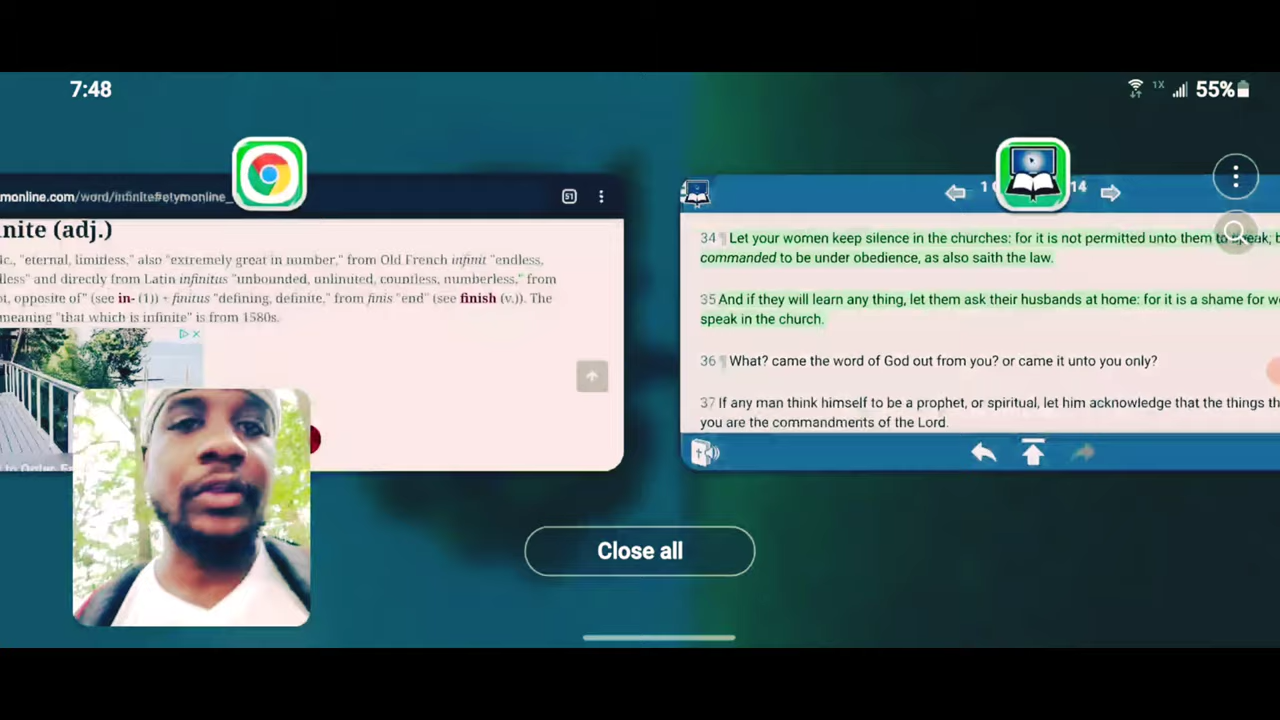 7:48
1X
55%
monline.com/word/infinite#etymonline_
51
nite (adj.)
4c., "eternal, limitless," also "extremely great in number," from Old French infinit "endless,
dless" and directly from Latin infinitus "unbounded, unlimited, countless, numberless," from
ot, opposite of" (see in- (1)) + finitus "defining, definite," from finis "end" (see finish (v.)). The
meaning "that which is infinite" is from 1580s.
1
14
34 ¶ Let your women keep silence in the churches: for it is not permitted unto them to speak; b
commanded to be under obedience, as also saith the law.
35 And if they will learn any thing, let them ask their husbands at home: for it is a shame for w
speak in the church.
36 ¶ What? came the word of God out from you? or came it unto you only?
37 If any man think himself to be a prophet, or spiritual, let him acknowledge that the things th
you are the commandments of the Lord.
Close all